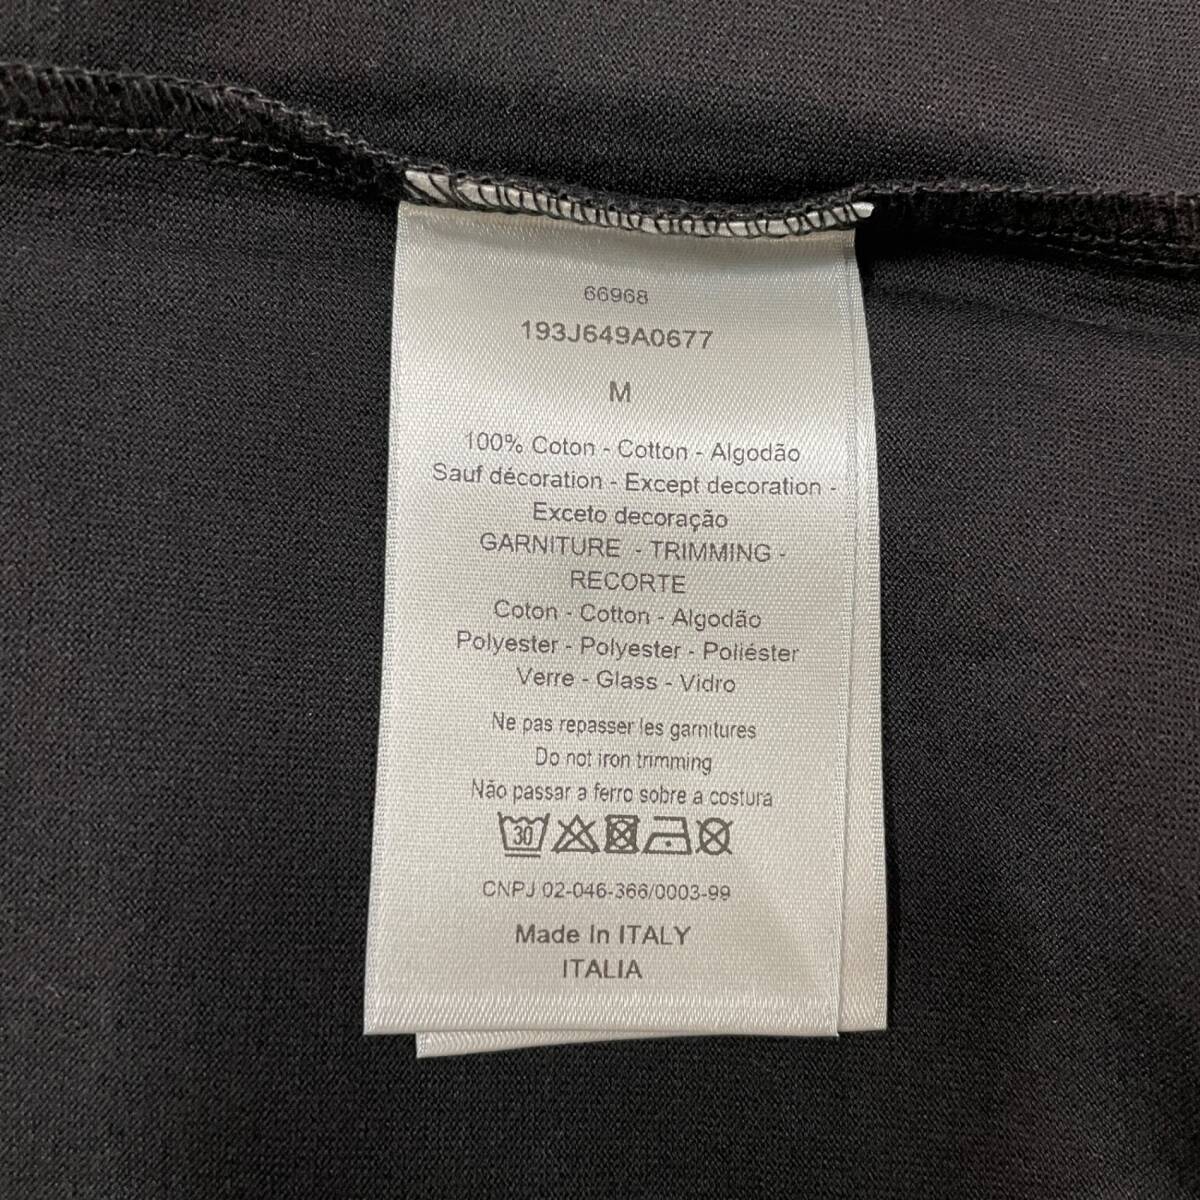 66968
193J649A0677
M
100% Coton - Cotton - Algodão
Sauf décoration - Except decoration -
Exceto decoração
GARNITURE - TRIMMING -
RECORTE
Coton - Cotton - Algodão
Polyester - Polyester - Poliéster
Verre - Glass - Vidro
Ne pas repasser les garnitures
Do not iron trimming
Não passar a ferro sobre a costura
30
CNPJ 02-046-366/0003-99
Made In ITALY
ITALIA